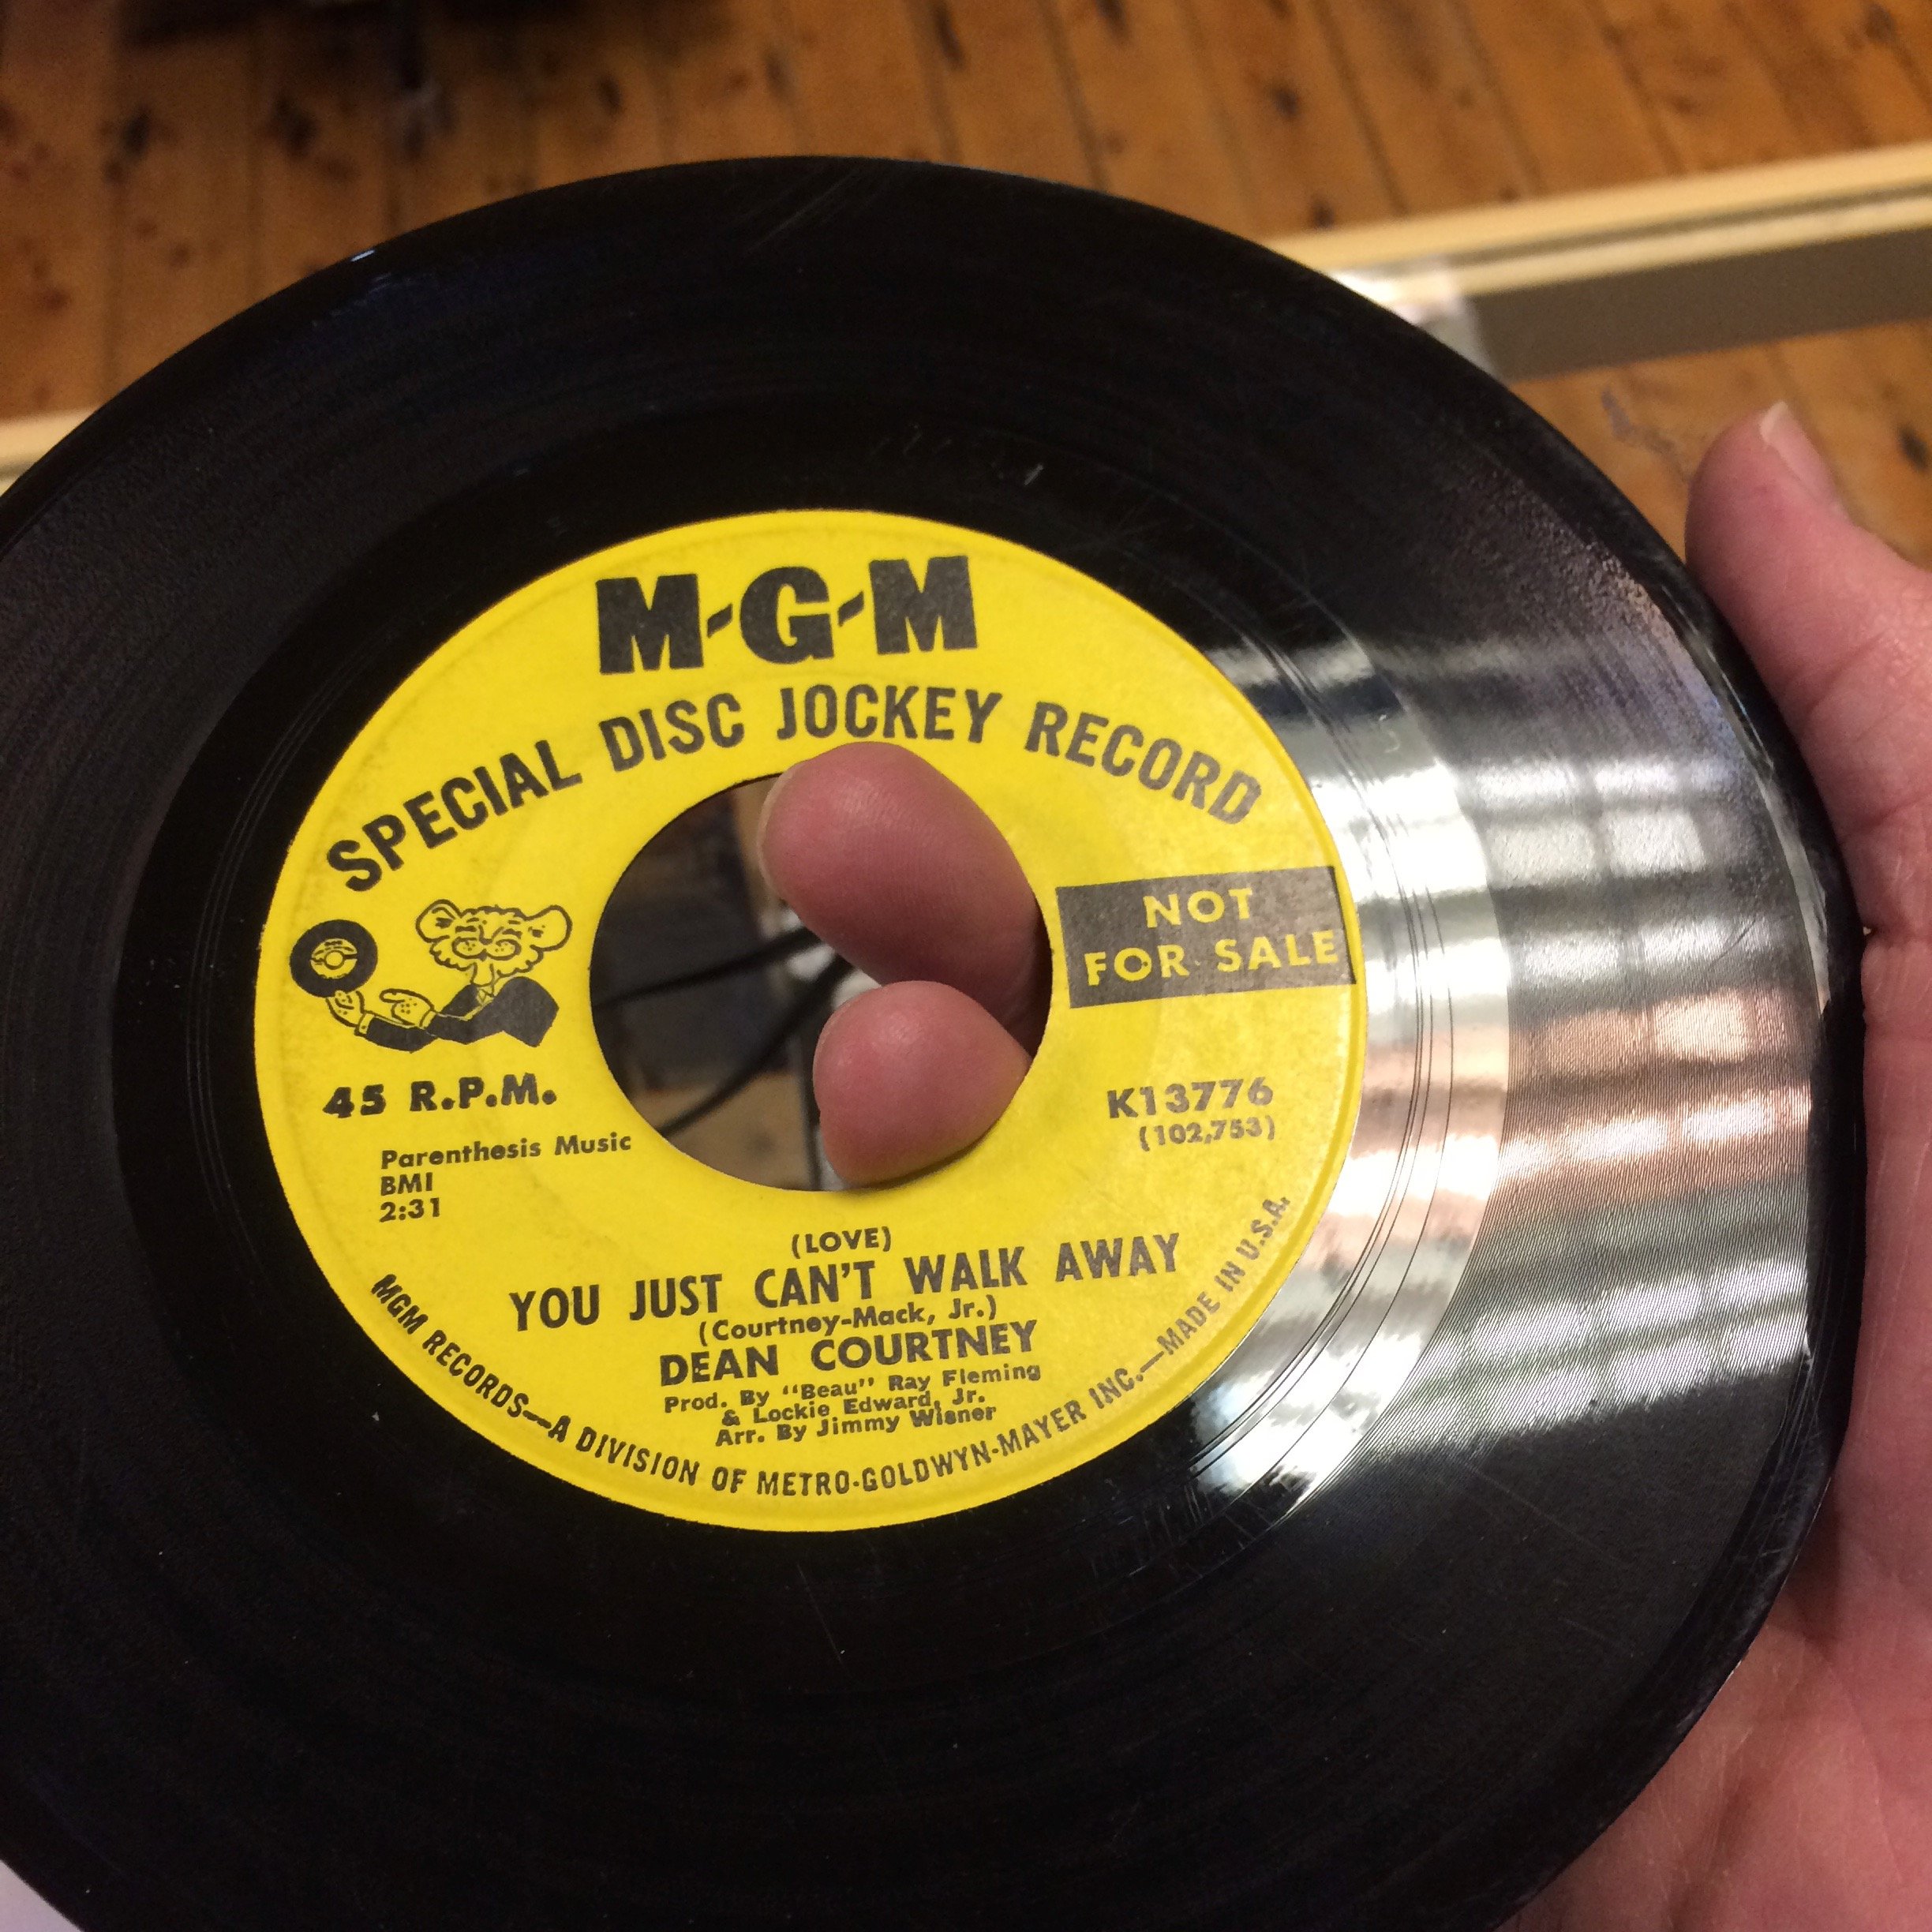 M-G-M
SPECIAL DISC JOCKEY RECORD
NOT
FOR SALE
45 R.P.M.
K13776
(102,753)
Parenthesis Music
BMI
2:31
(LOVE)
YOU JUST CAN'T WALK AWAY
(Courtney-Mack, Jr.)
DEAN COURTNEY
Prod. By "Beau" Ray Fleming
& Lockie Edward, Jr.
Arr. By Jimmy Wisner
MGM RECORDS—A DIVISION OF METRO-GOLDWYN-MAYER INC.—MADE IN U.S.A.